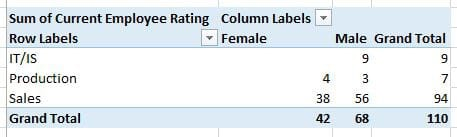 Sum of Current Employee Rating Column Labels
Row Labels Female Male Grand Total
IT/IS 9 9
Production 4 3 7
Sales 38 56 94
Grand Total 42 68 110